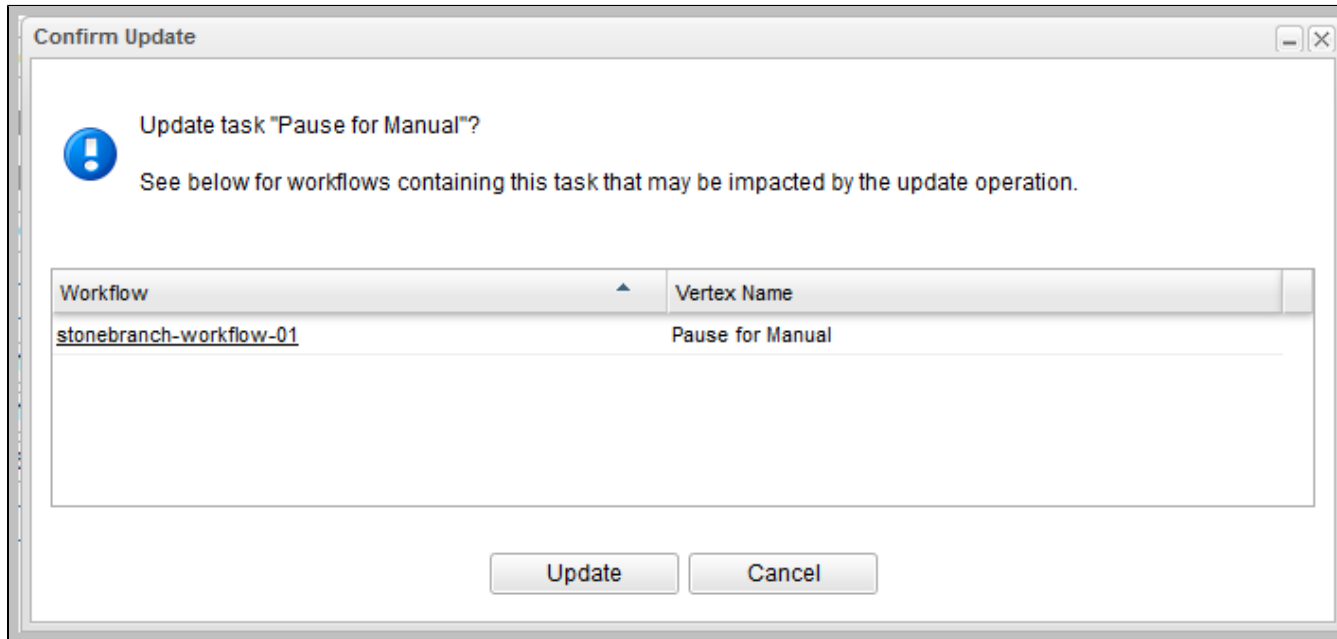 Confirm Update
Update task "Pause for Manual"?
See below for workflows containing this task that may be impacted by the update operation.
Workflow Vertex Name
stonebranch-workflow-01 Pause for Manual
Update Cancel